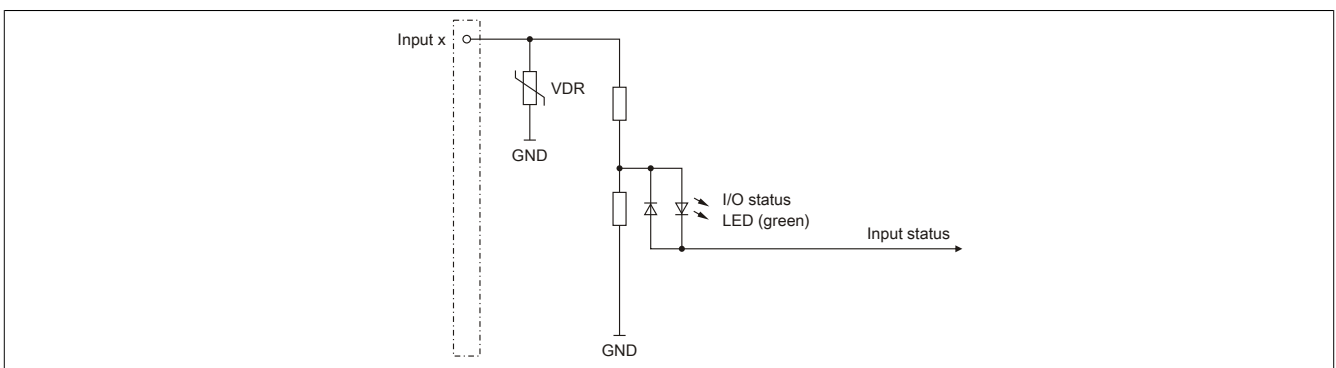 Input x
VDR
GND
I/O status
LED (green)
Input status
GND